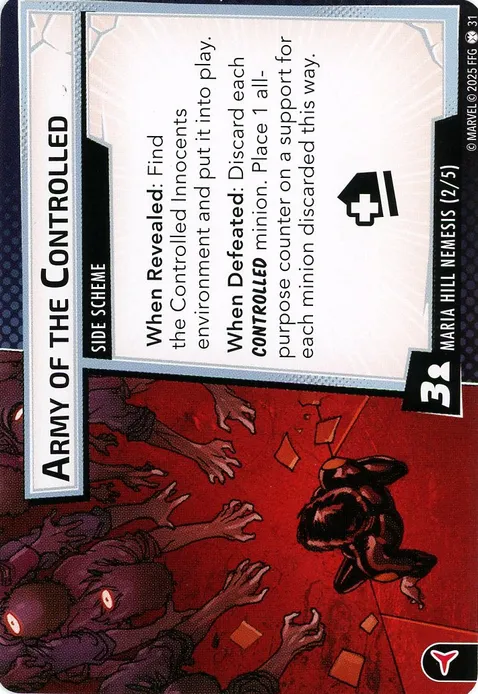 ARMY OF THE CONTROLLED
SIDE SCHEME
When Revealed: Find
the Controlled Innocents
environment and put it into play.
When Defeated: Discard each
CONTROLLED minion. Place 1 all-
purpose counter on a support for
each minion discarded this way.
3
MARIA HILL NEMESIS (2/5)
© MARVEL © 2025 FFG 31